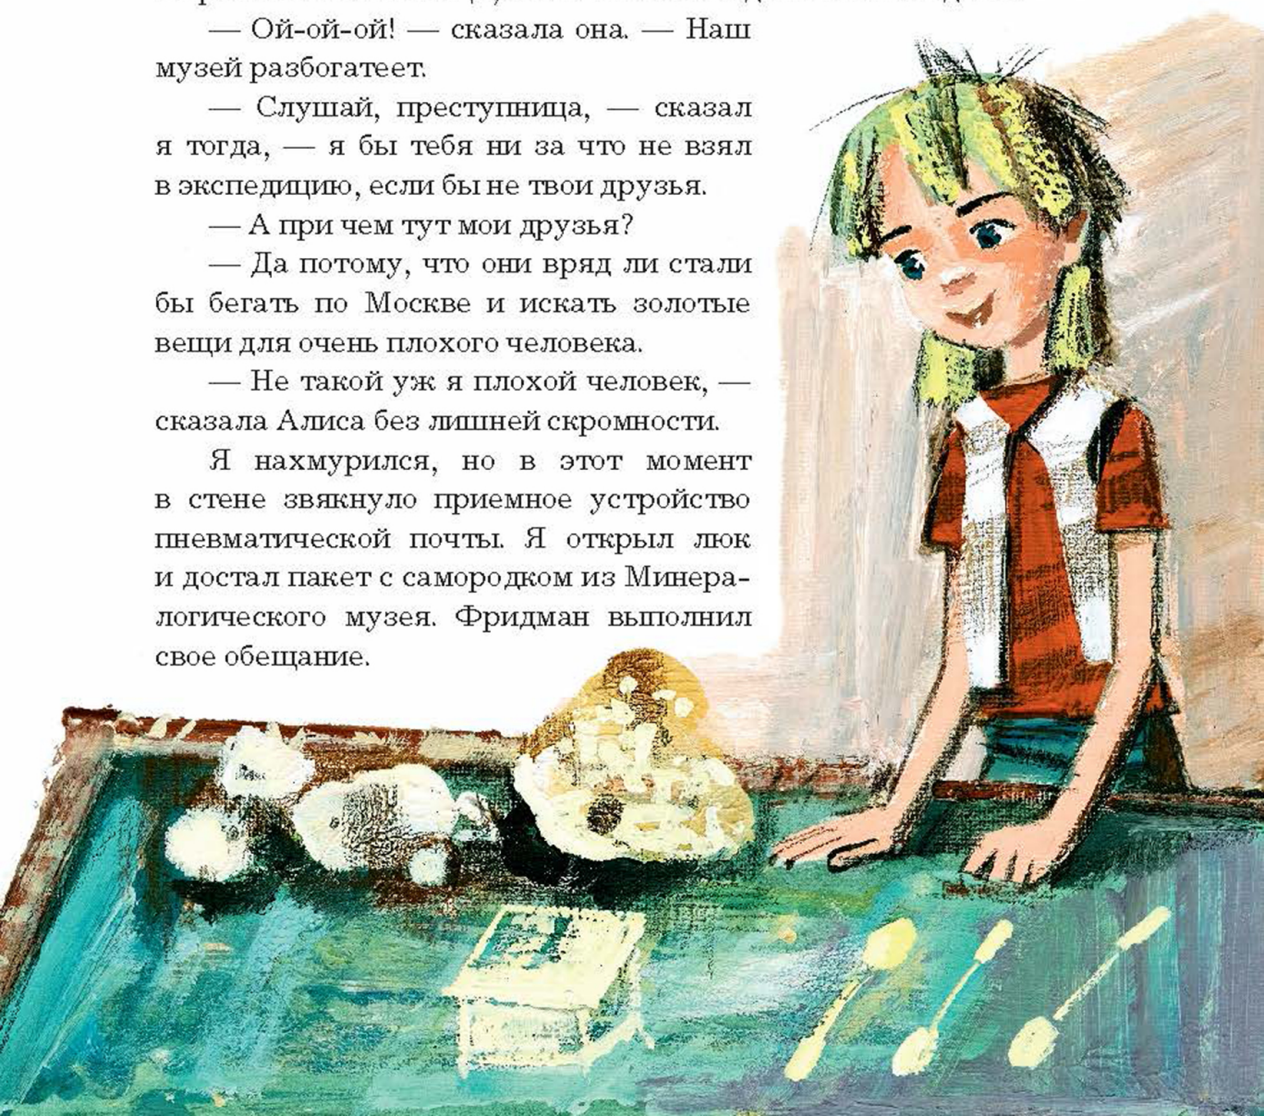 — Ой-ой-ой! — сказала она. — Наш
музей разбогатеет.
— Слушай, преступница, — сказал
я тогда, — я бы тебя ни за что не взял
в экспедицию, если бы не твои друзья.
— А при чем тут мои друзья?
— Да потому, что они вряд ли стали
бы бегать по Москве и искать золотые
вещи для очень плохого человека.
— Не такой уж я плохой человек, —
сказала Алиса без лишней скромности.
Я нахмурился, но в этот момент
в стене звякнуло приемное устройство
пневматической почты. Я открыл люк
и достал пакет с самородком из Минера-
логического музея. Фридман выполнил
свое обещание.